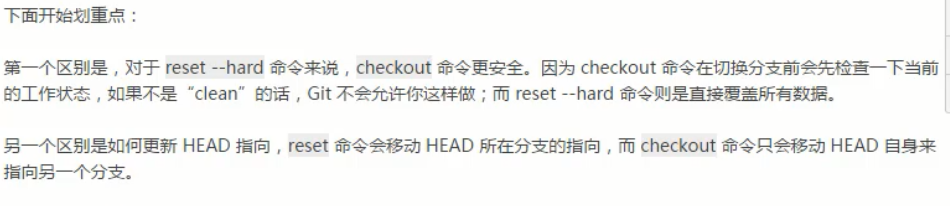 下面开始划重点：
第一个区别是，对于 reset --hard 命令来说，checkout 命令更安全。因为 checkout 命令在切换分支前会先检查一下当前
的工作状态，如果不是“clean”的话，Git 不会允许你这样做；而 reset --hard 命令则是直接覆盖所有数据。
另一个区别是如何更新 HEAD 指向，reset 命令会移动 HEAD 所在分支的指向，而 checkout 命令只会移动 HEAD 自身来
指向另一个分支。